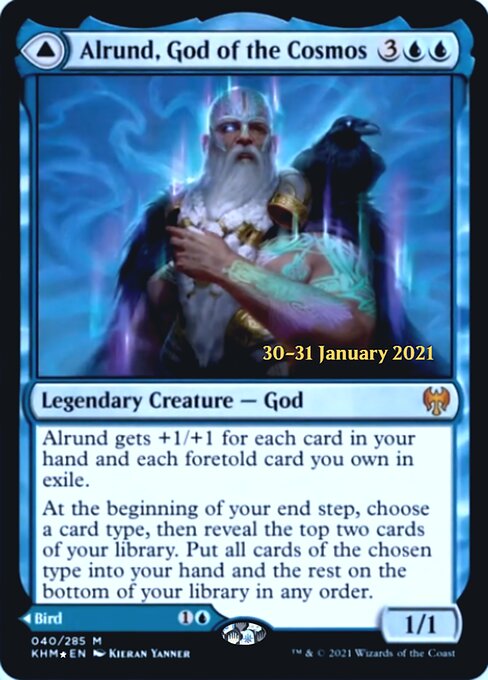 Alrund, God of the Cosmos 3
30–31 January 2021
Legendary Creature — God
Alrund gets +1/+1 for each card in your
hand and each foretold card you own in
exile.
At the beginning of your end step, choose
a card type, then reveal the top two cards
of your library. Put all cards of the chosen
type into your hand and the rest on the
bottom of your library in any order.
Bird 1
1/1
040/285 M
KHM★EN Kieran Yanner
™ & © 2021 Wizards of the Coast